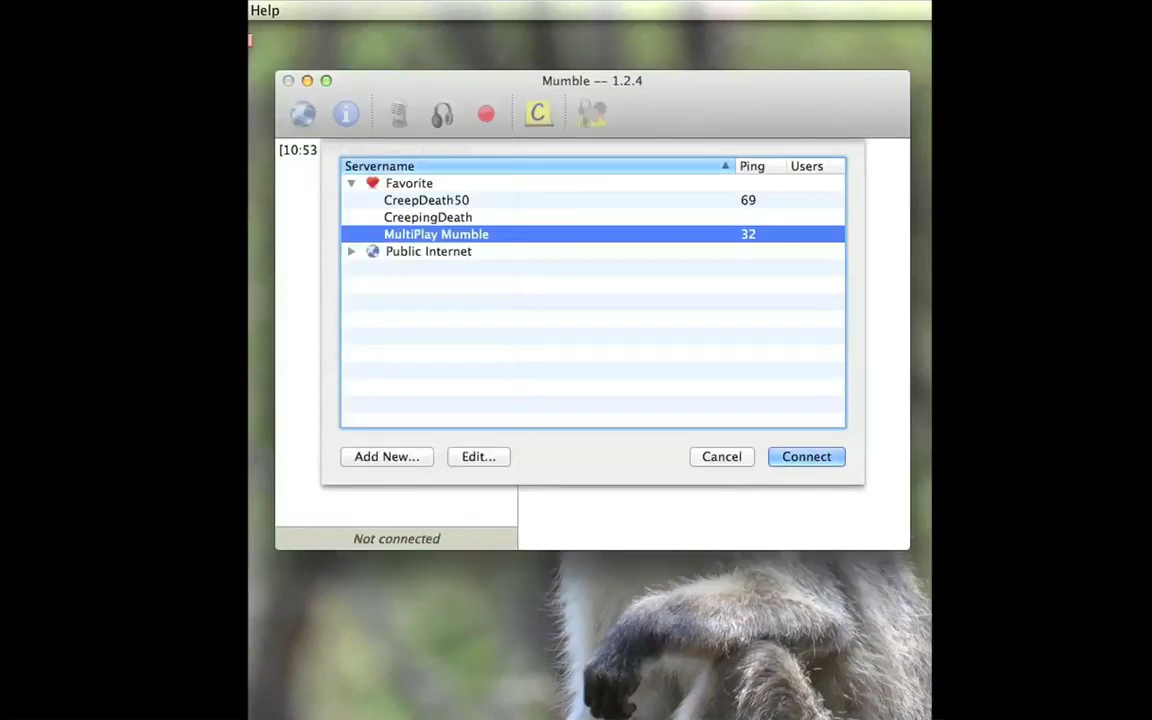 Help
Mumble -- 1.2.4
C
[10:53
Servername Ping Users
Favorite
CreepDeath50 69
CreepingDeath
MultiPlay Mumble 32
Public Internet
Add New... Edit... Cancel Connect
Not connected